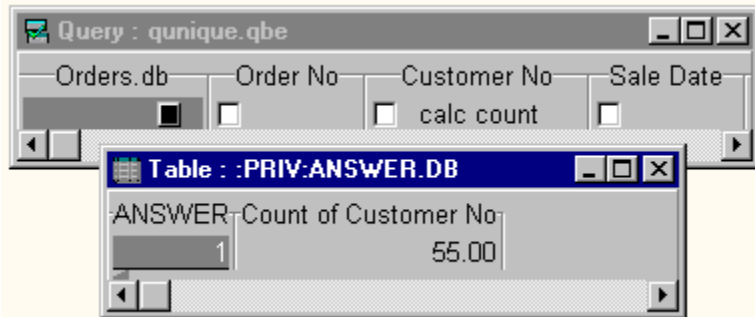 Query : qunique.qbe
Orders.db Order No Customer No Sale Date
calc count
Table : :PRIV:ANSWER.DB
ANSWER Count of Customer No
1 55.00